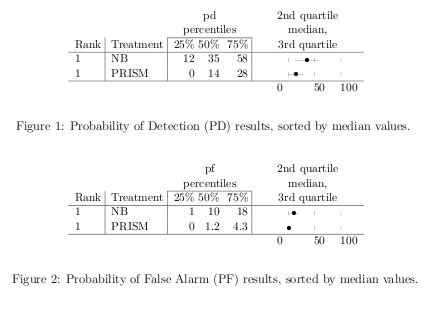 pd 2nd quartile
percentiles median,
Rank Treatment 25% 50% 75% 3rd quartile
1 NB 12 35 58
1 PRISM 0 14 28
0 50 100
Figure 1: Probability of Detection (PD) results, sorted by median values.
pf 2nd quartile
percentiles median,
Rank Treatment 25% 50% 75% 3rd quartile
1 NB 1 10 18
1 PRISM 0 1.2 4.3
0 50 100
Figure 2: Probability of False Alarm (PF) results, sorted by median values.